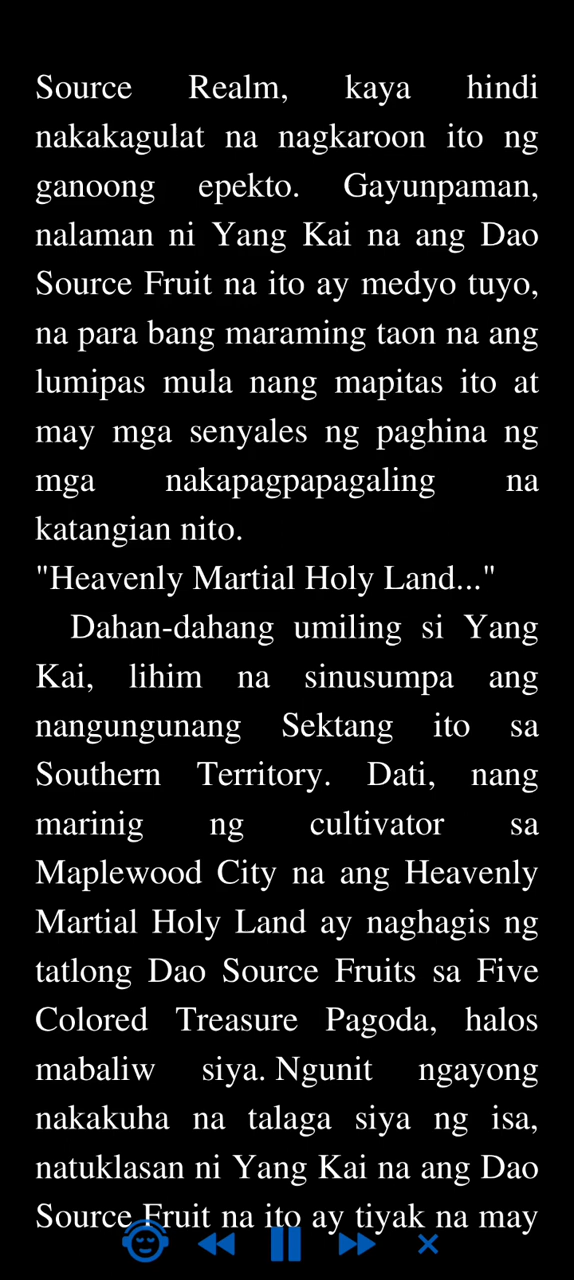 Source Realm, kaya hindi
nakakagulat na nagkaroon ito ng
ganoong epekto. Gayunpaman,
nalaman ni Yang Kai na ang Dao
Source Fruit na ito ay medyo tuyo,
na para bang maraming taon na ang
lumipas mula nang mapitas ito at
may mga senyales ng paghina ng
mga nakapagpapagaling na
katangian nito.
"Heavenly Martial Holy Land..."
Dahan-dahang umiling si Yang
Kai, lihim na sinusumpa ang
nangungunang Sektang ito sa
Southern Territory. Dati, nang
marinig ng cultivator sa
Maplewood City na ang Heavenly
Martial Holy Land ay naghagis ng
tatlong Dao Source Fruits sa Five
Colored Treasure Pagoda, halos
mabaliw siya. Ngunit ngayong
nakakuha na talaga siya ng isa,
natuklasan ni Yang Kai na ang Dao
Source Fruit na ito ay tiyak na may